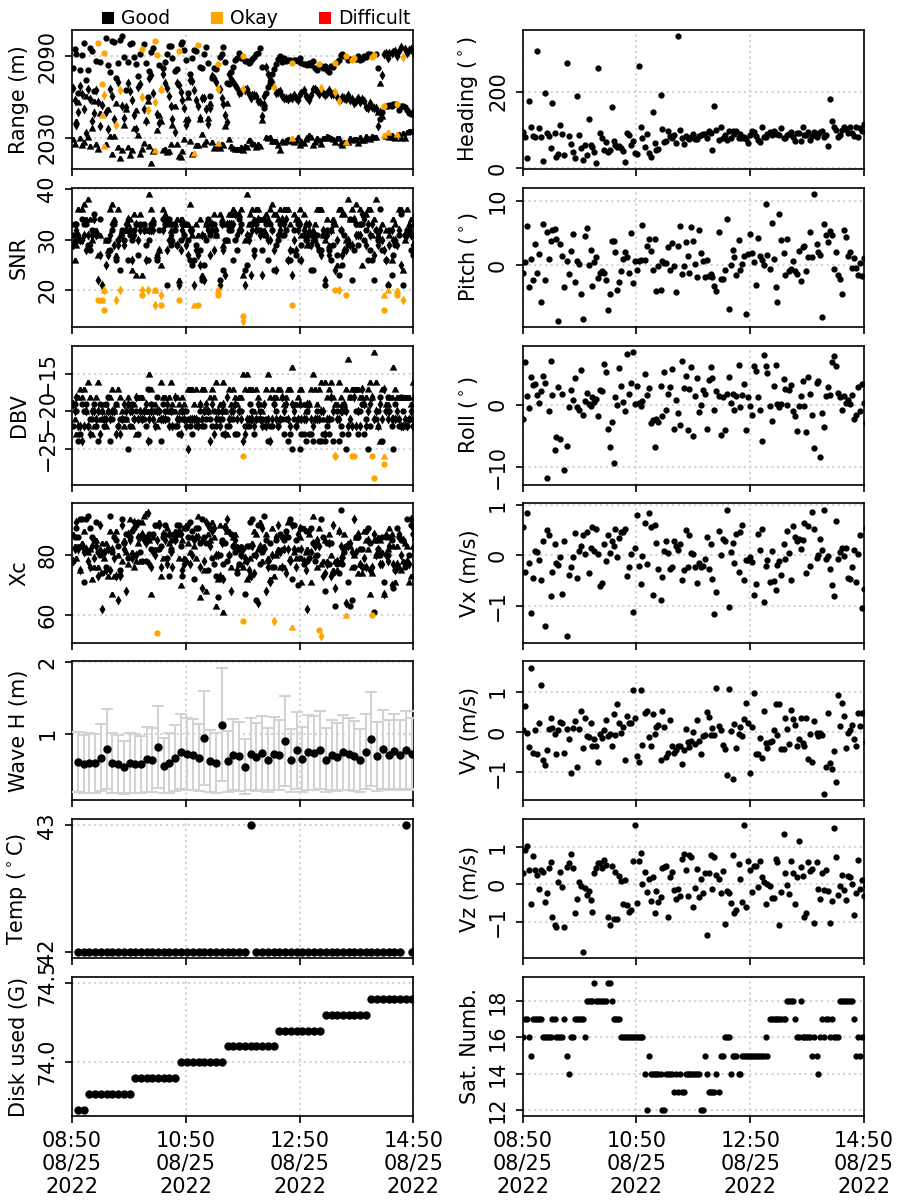 Good Okay Difficult
Range (m)
2090
2030
Heading (°)
200
0
SNR
40
30
20
Pitch (°)
10
0
DBV
−15
−20
−25
Roll (°)
0
−10
Xc
80
60
Vx (m/s)
1
0
−1
Wave H (m)
2
1
Vy (m/s)
1
0
−1
Temp (°C)
43
42
Vz (m/s)
1
0
−1
Disk used (G)
74.5
74.0
Sat. Numb.
18
16
14
12
08:50 10:50 12:50 14:50 08:50 10:50 12:50 14:50
08/25 08/25 08/25 08/25 08/25 08/25 08/25 08/25
2022 2022 2022 2022 2022 2022 2022 2022